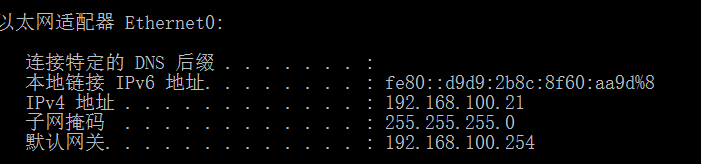 以太网适配器 Ethernet0:
连接特定的 DNS 后缀 . . . . . . . :
本地链接 IPv6 地址. . . . . . . . : fe80::d9d9:2b8c:8f60:aa9d%8
IPv4 地址 . . . . . . . . . . . . : 192.168.100.21
子网掩码  . . . . . . . . . . . . : 255.255.255.0
默认网关. . . . . . . . . . . . . : 192.168.100.254